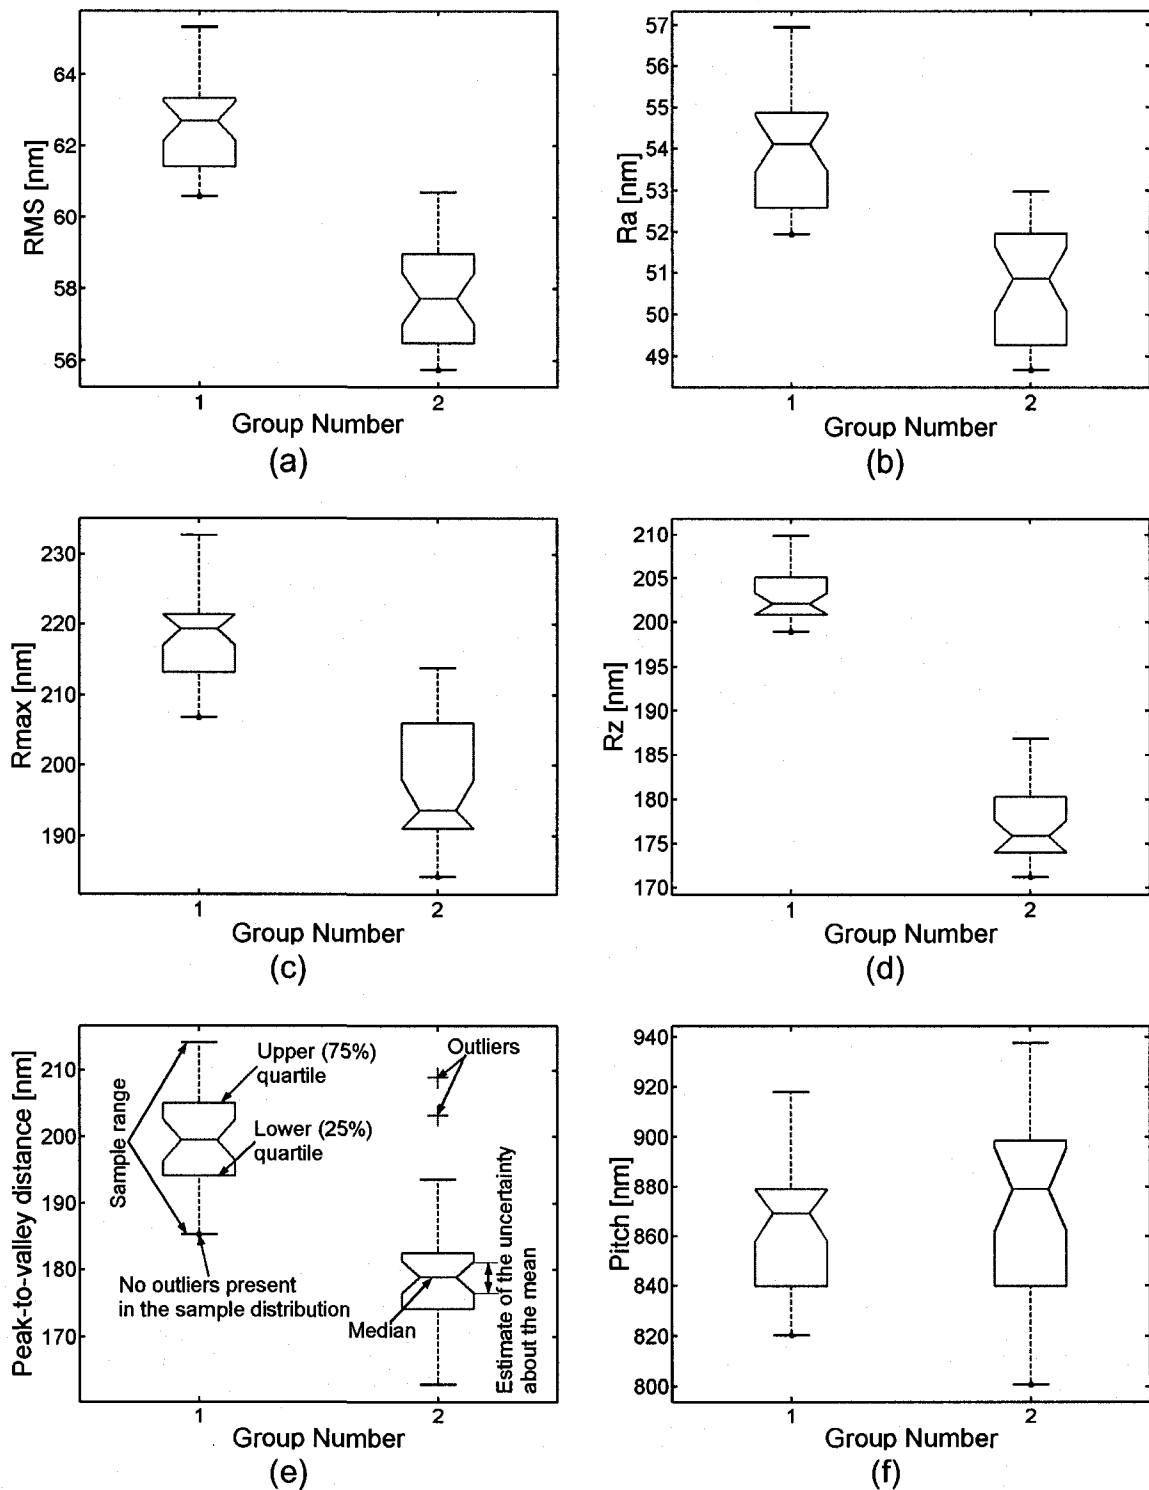 RMS [nm]
64
62
60
58
56
1
2
Group Number
(a)
Ra [nm]
57
56
55
54
53
52
51
50
49
1
2
Group Number
(b)
Rmax [nm]
230
220
210
200
190
1
2
Group Number
(c)
Rz [nm]
210
205
200
195
190
185
180
175
170
1
2
Group Number
(d)
Peak-to-valley distance [nm]
210
200
190
180
170
Sample range
Upper (75%)
quartile
Lower (25%)
quartile
No outliers present
in the sample distribution
Outliers
Median
Estimate of the uncertainty
about the mean
1
2
Group Number
(e)
Pitch [nm]
940
920
900
880
860
840
820
800
1
2
Group Number
(f)